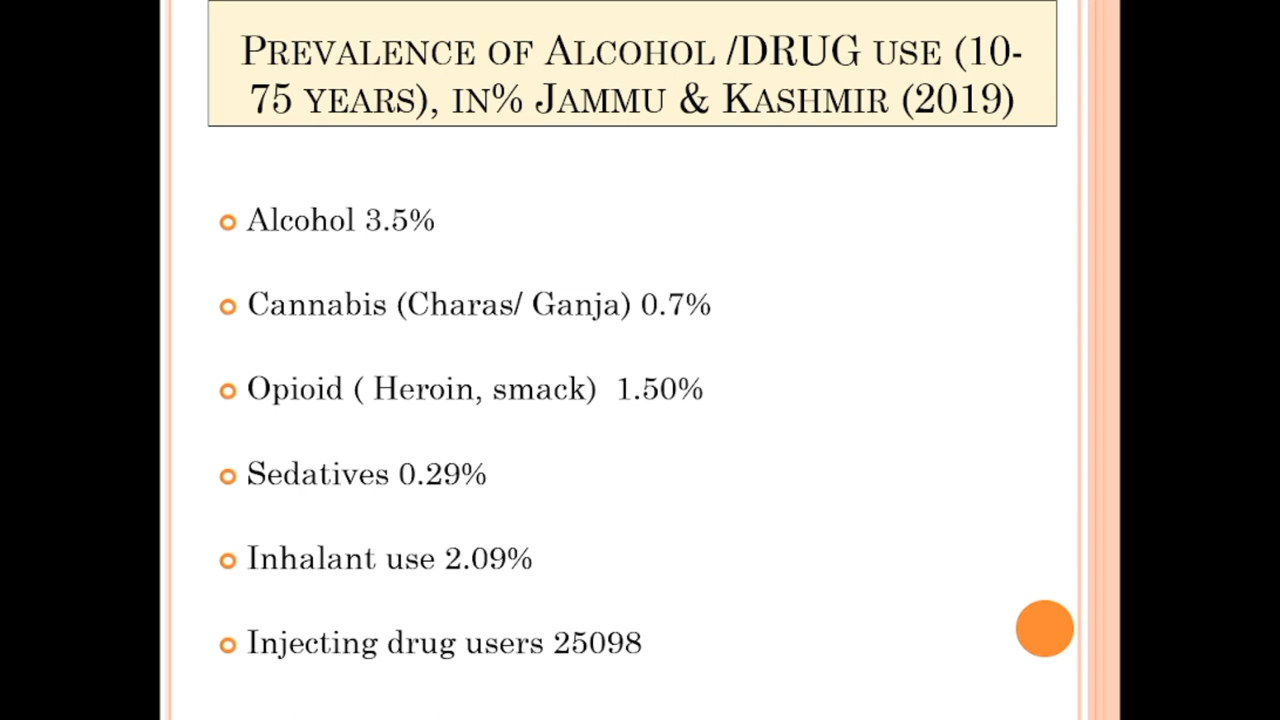 PREVALENCE OF ALCOHOL /DRUG USE (10-
75 YEARS), IN% JAMMU & KASHMIR (2019)
Alcohol 3.5%
Cannabis (Charas/ Ganja) 0.7%
Opioid ( Heroin, smack)  1.50%
Sedatives 0.29%
Inhalant use 2.09%
Injecting drug users 25098